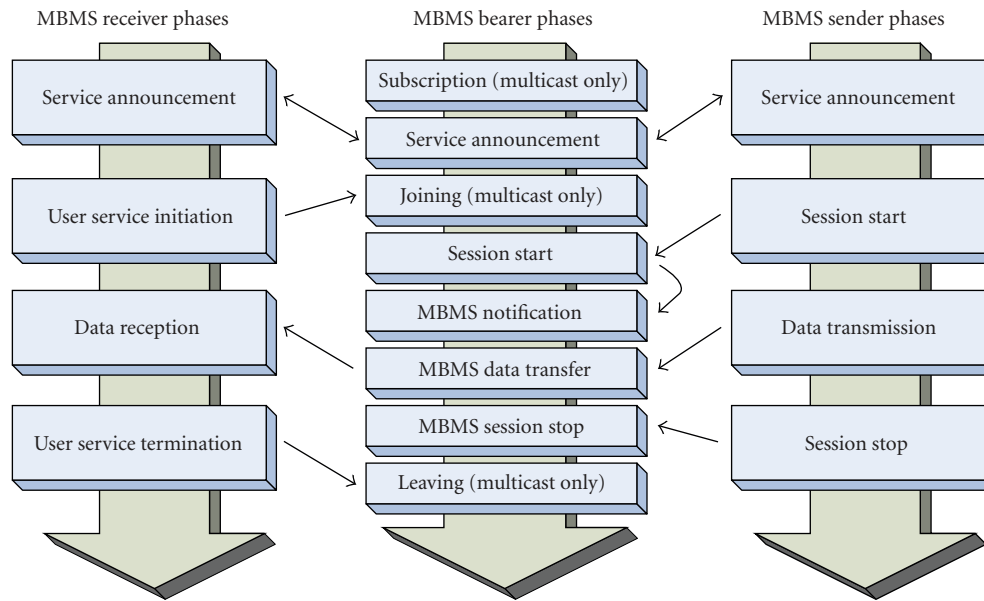 MBMS receiver phases
Service announcement
User service initiation
Data reception
User service termination
MBMS bearer phases
Subscription (multicast only)
Service announcement
Joining (multicast only)
Session start
MBMS notification
MBMS data transfer
MBMS session stop
Leaving (multicast only)
MBMS sender phases
Service announcement
Session start
Data transmission
Session stop